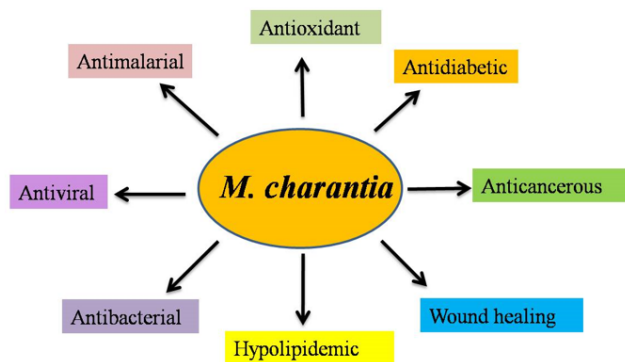 Antioxidant
Antimalarial
Antidiabetic
M. charantia
Antiviral
Anticancerous
Antibacterial
Wound healing
Hypolipidemic